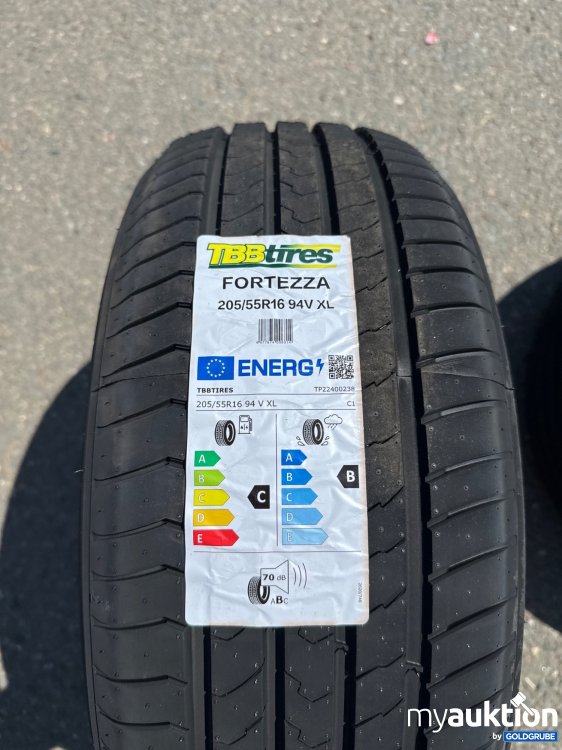 TBBtires
FORTEZZA
205/55R16 94V XL
ENERG
TBBTIRES
TP22400238
205/55R16 94 V XL
C1
A
B
C
D
E
C
A
B
C
D
E
B
70 dB
ABC
myauktion
by GOLDGRUBE